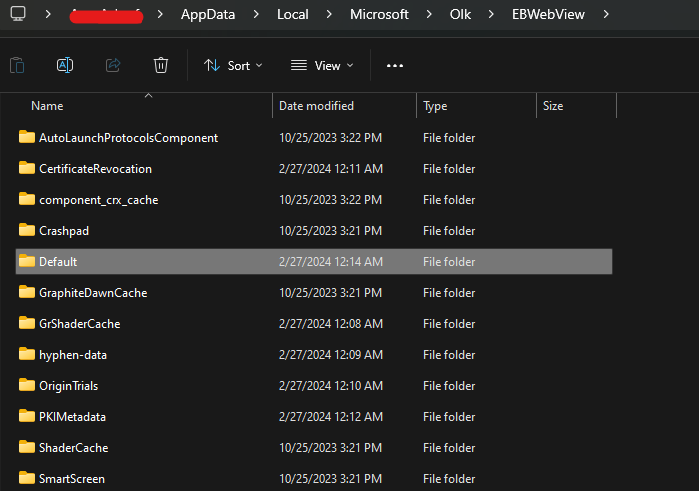 AppData > Local > Microsoft > Olk > EBWebView >
Sort View
Name Date modified Type Size
AutoLaunchProtocolsComponent 10/25/2023 3:22 PM File folder
CertificateRevocation 2/27/2024 12:11 AM File folder
component_crx_cache 10/25/2023 3:22 PM File folder
Crashpad 10/25/2023 3:21 PM File folder
Default 2/27/2024 12:14 AM File folder
GraphiteDawnCache 10/25/2023 3:21 PM File folder
GrShaderCache 2/27/2024 12:08 AM File folder
hyphen-data 2/27/2024 12:09 AM File folder
OriginTrials 2/27/2024 12:10 AM File folder
PKIMetadata 2/27/2024 12:12 AM File folder
ShaderCache 10/25/2023 3:21 PM File folder
SmartScreen 10/25/2023 3:21 PM File folder